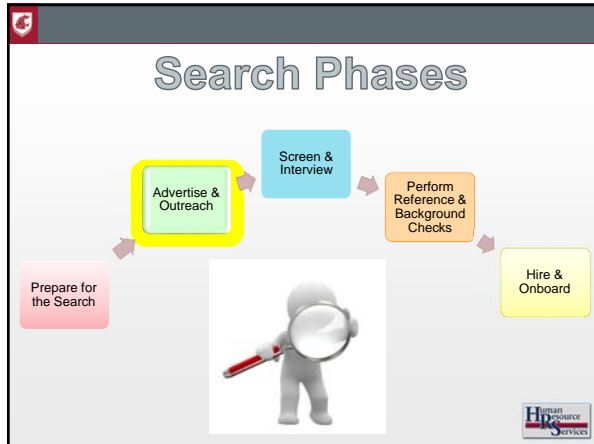 Search Phases
Prepare for
the Search
Advertise &
Outreach
Screen &
Interview
Perform
Reference &
Background
Checks
Hire &
Onboard
Human
Resource
Services